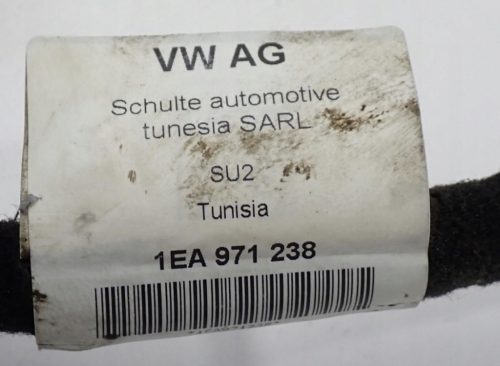 VW AG
Schulte automotive
tunesia SARL
SU2
Tunisia
1EA 971 238